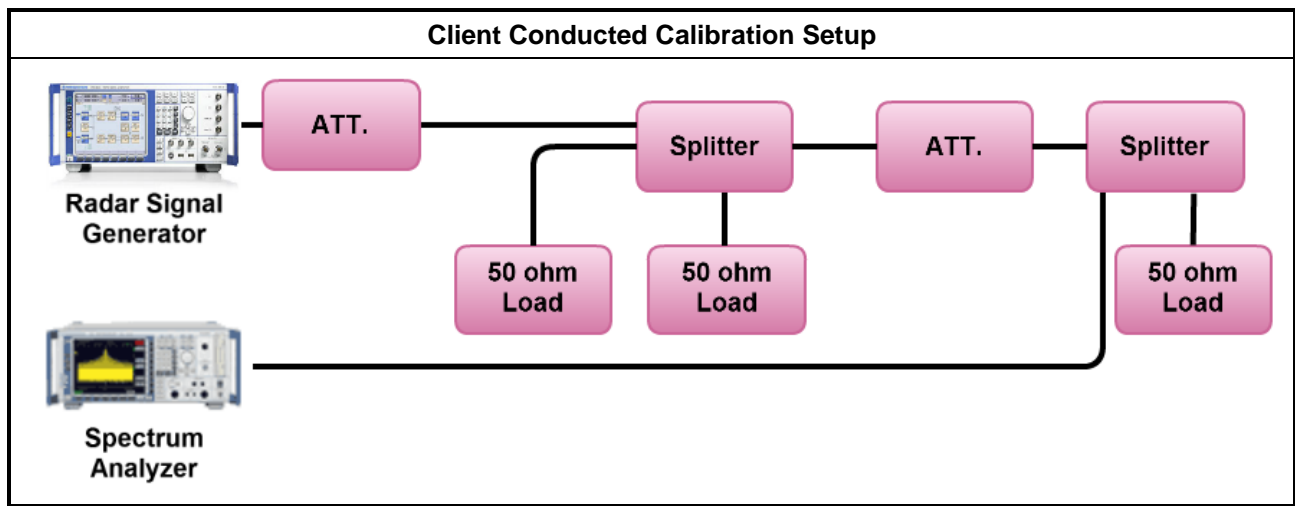 Client Conducted Calibration Setup
ATT.
Splitter
ATT.
Splitter
Radar Signal
Generator
50 ohm
Load
50 ohm
Load
50 ohm
Load
Spectrum
Analyzer